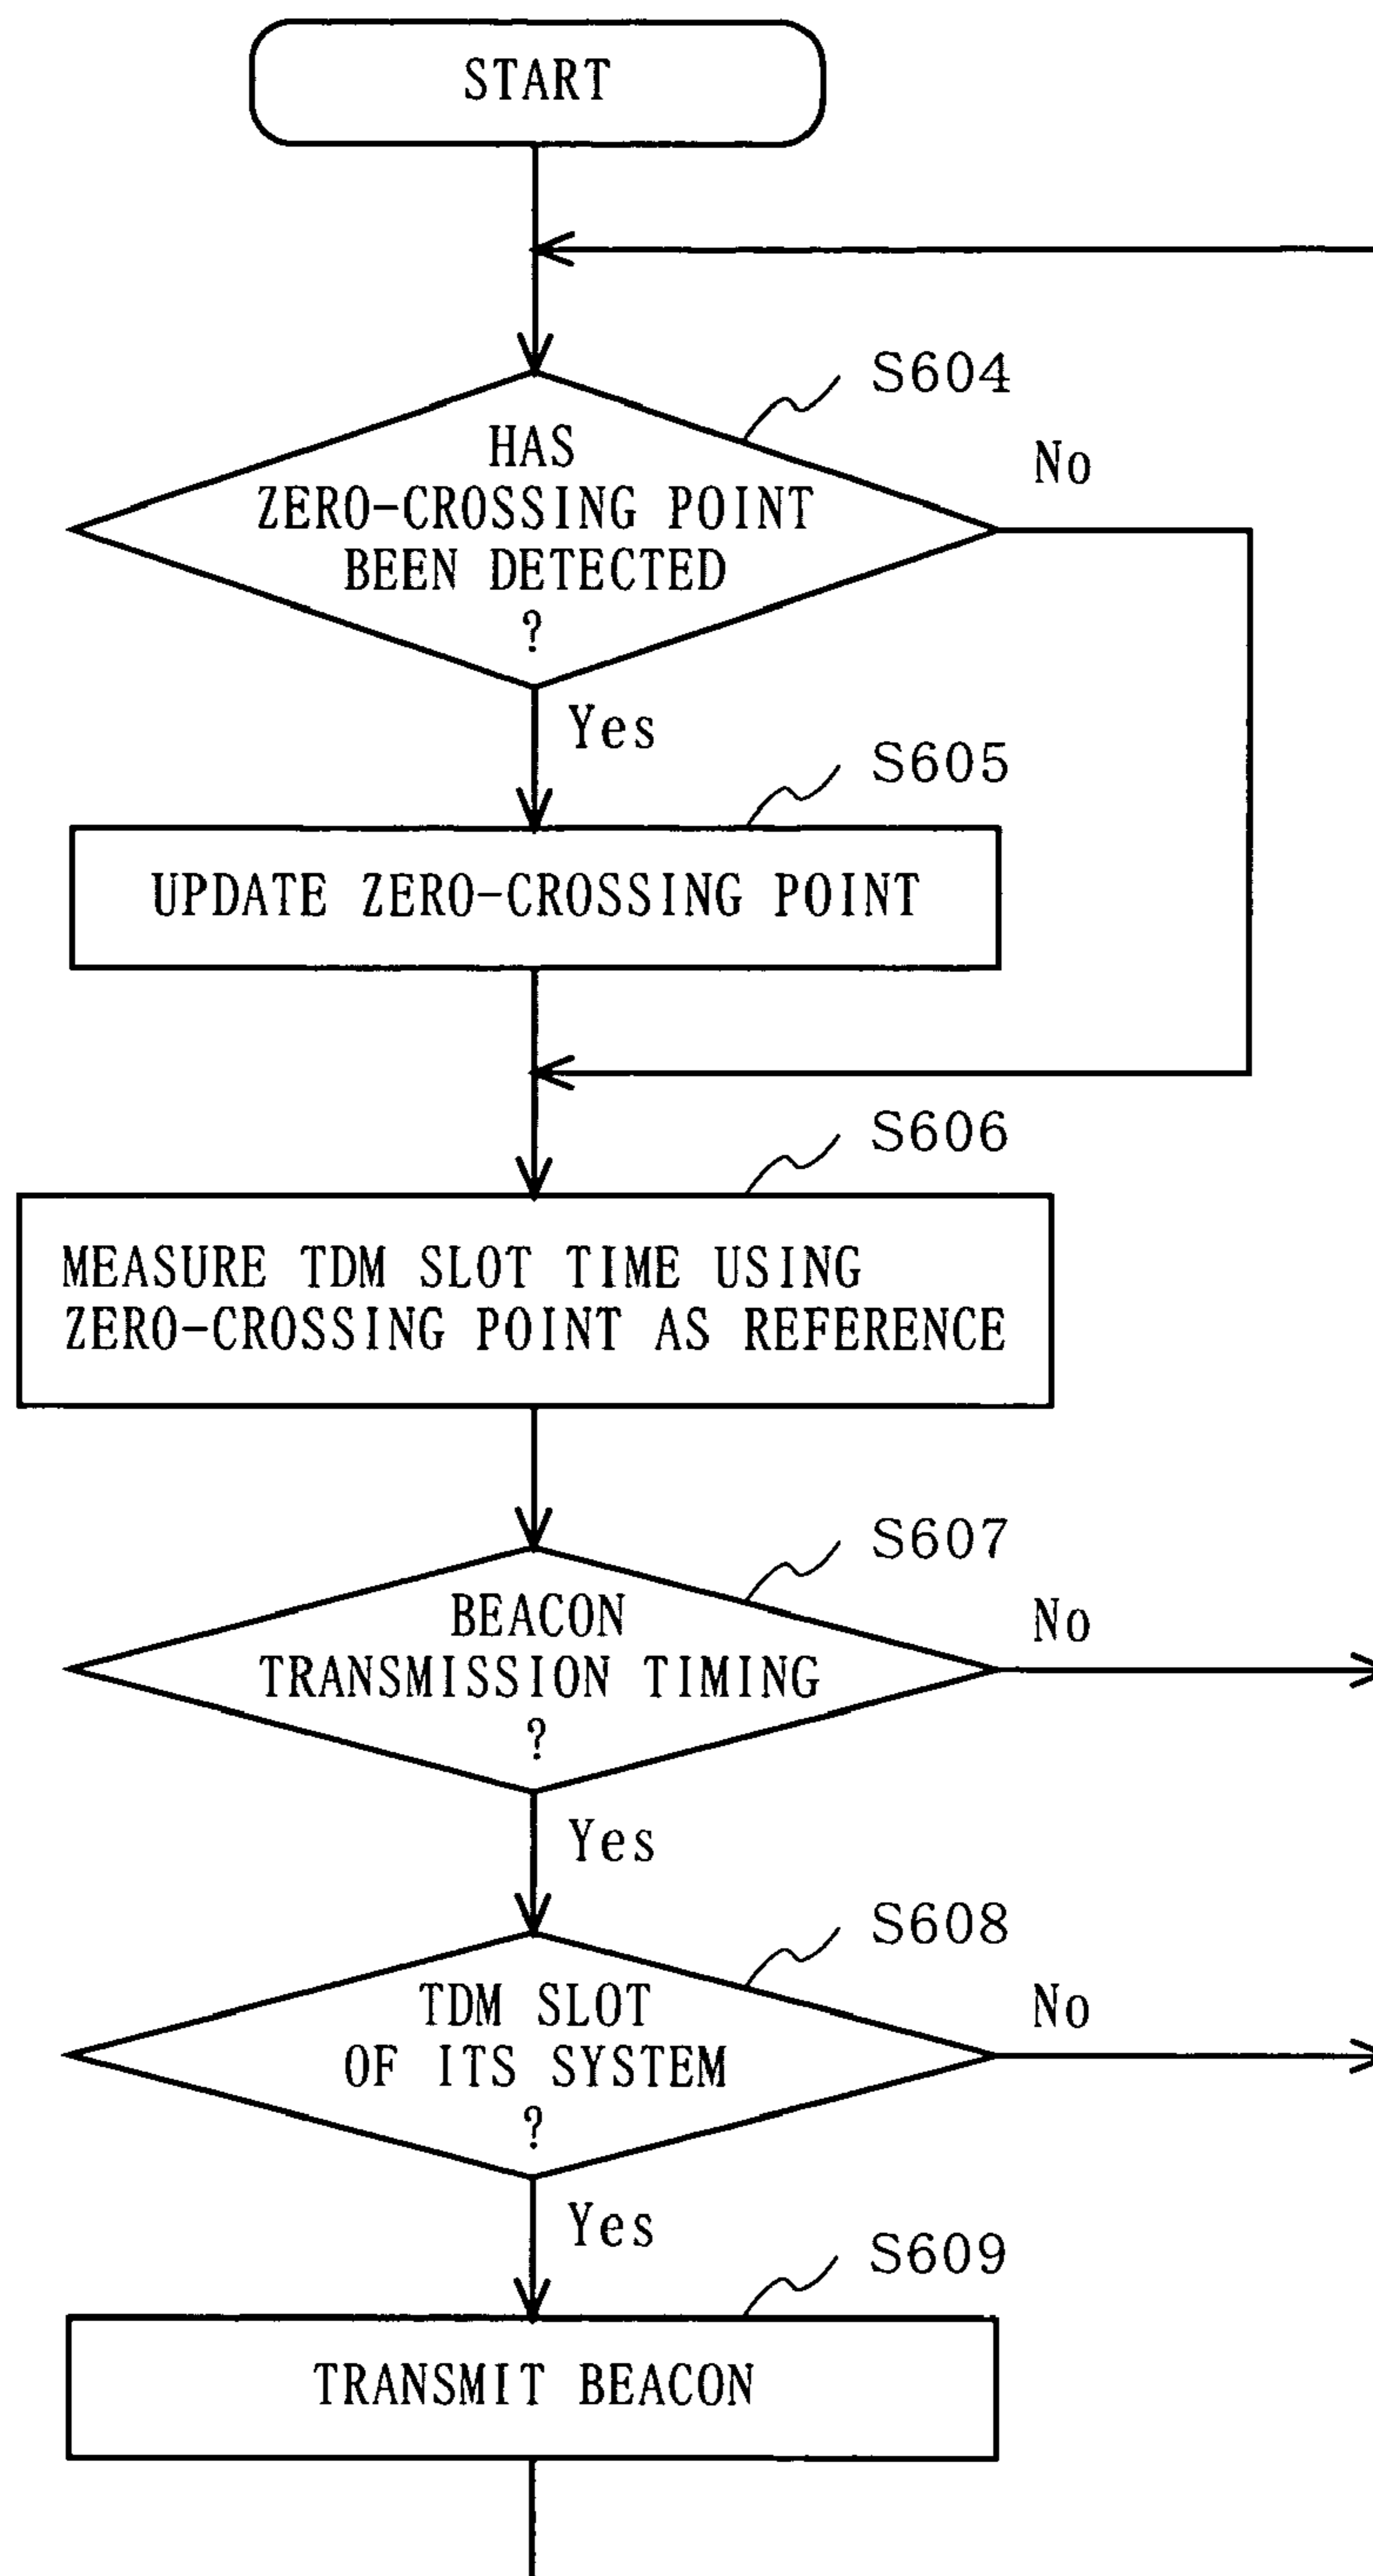 START
S604
HAS
ZERO-CROSSING POINT
BEEN DETECTED
?
No
Yes
S605
UPDATE ZERO-CROSSING POINT
S606
MEASURE TDM SLOT TIME USING
ZERO-CROSSING POINT AS REFERENCE
S607
BEACON
TRANSMISSION TIMING
?
No
Yes
S608
TDM SLOT
OF ITS SYSTEM
?
No
Yes
S609
TRANSMIT BEACON